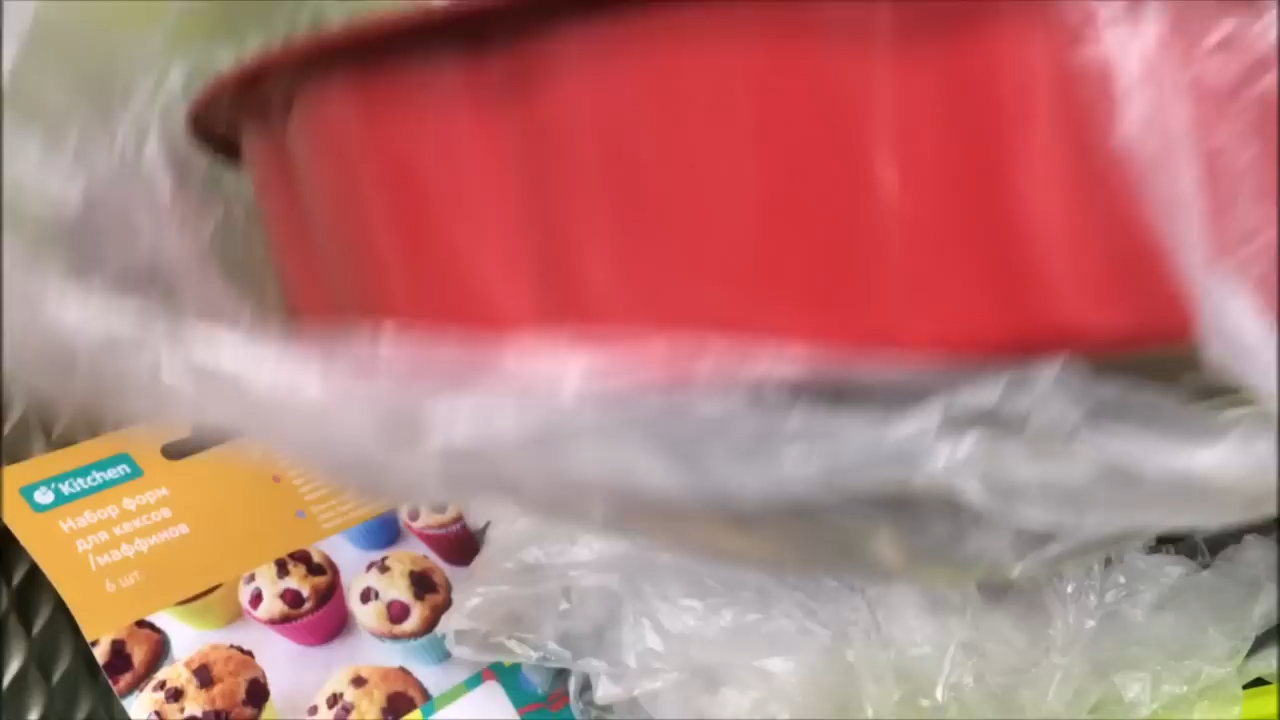 Kitchen
Набор форм
для кексов
/маффинов
6 шт.